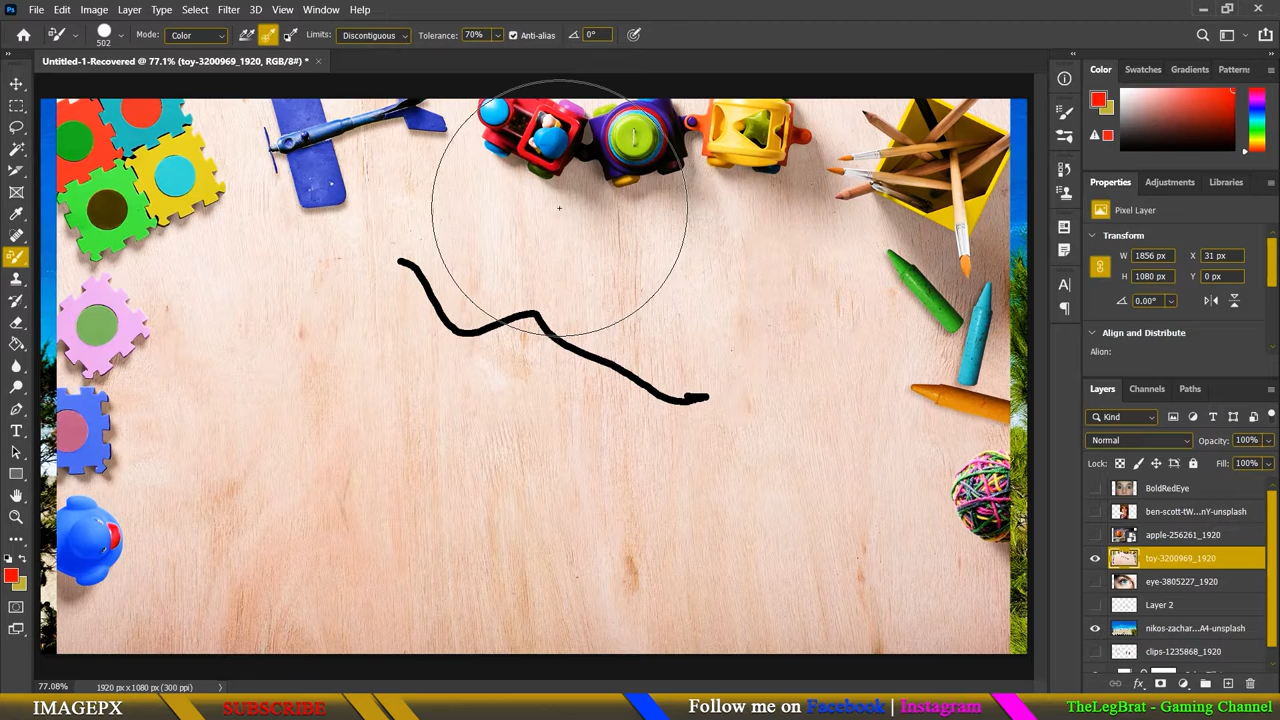 Ps File Edit Image Layer Type Select Filter 3D View Window Help
502 Mode: Color Limits: Discontiguous Tolerance: 70% Anti-alias 0°
Untitled-1-Recovered @ 77.1% (toy-3200969_1920, RGB/8#) *
Color Swatches Gradients Patterns
Properties Adjustments Libraries
Pixel Layer
Transform
W 1856 px X 31 px
H 1080 px Y 0 px
0.00°
Align and Distribute
Align:
Layers Channels Paths
Kind
Normal Opacity: 100%
Lock: Fill: 100%
BoldRedEye
ben-scott-tW...nY-unsplash
apple-256261_1920
toy-3200969_1920
eye-3805227_1920
Layer 2
nikos-zachar...A4-unsplash
clips-1235868_1920
77.08% 1920 px x 1080 px (300 ppi)
IMAGEPX SUBSCRIBE Follow me on Facebook | Instagram TheLegBrat - Gaming Channel